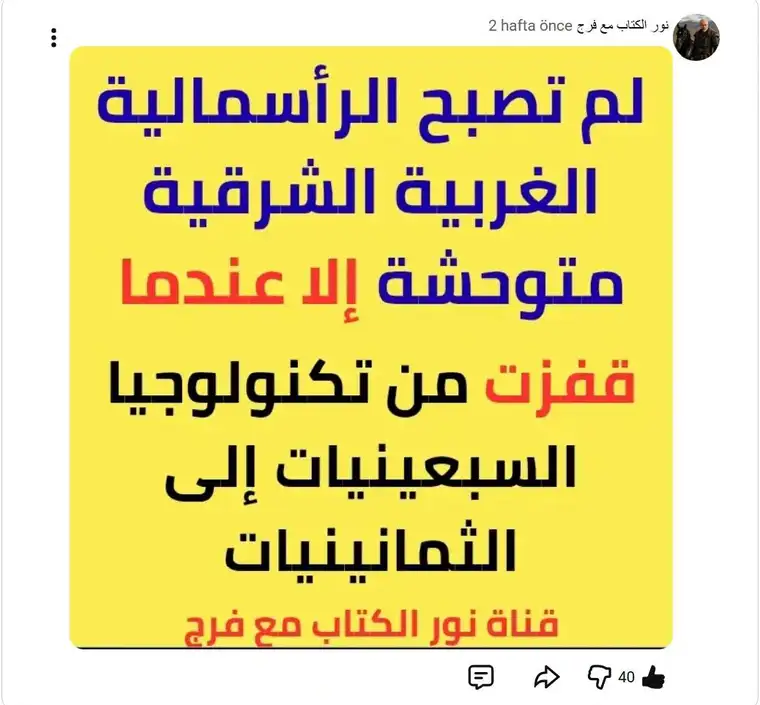 نور الكتاب مع فرج 2 hafta önce
لم تصبح الرأسمالية
الغربية الشرقية
متوحشة إلا عندما
قفزت من تكنولوجيا
السبعينيات إلى
الثمانينيات
قناة نور الكتاب مع فرج
40